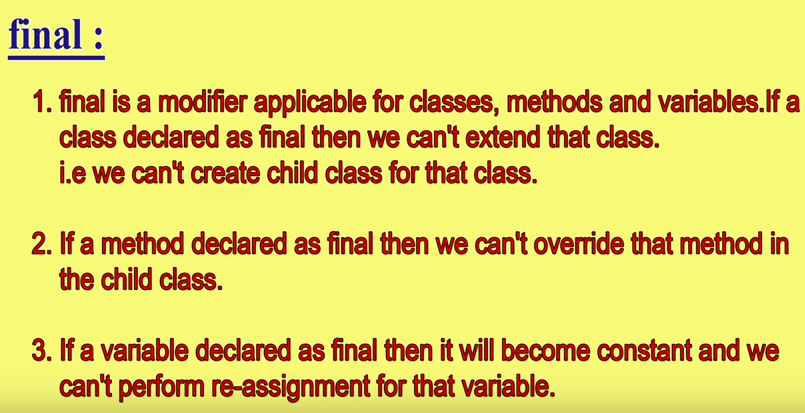 final :
1. final is a modifier applicable for classes, methods and variables.If a
class declared as final then we can't extend that class.
i.e we can't create child class for that class.
2. If a method declared as final then we can't override that method in
the child class.
3. If a variable declared as final then it will become constant and we
can't perform re-assignment for that variable.